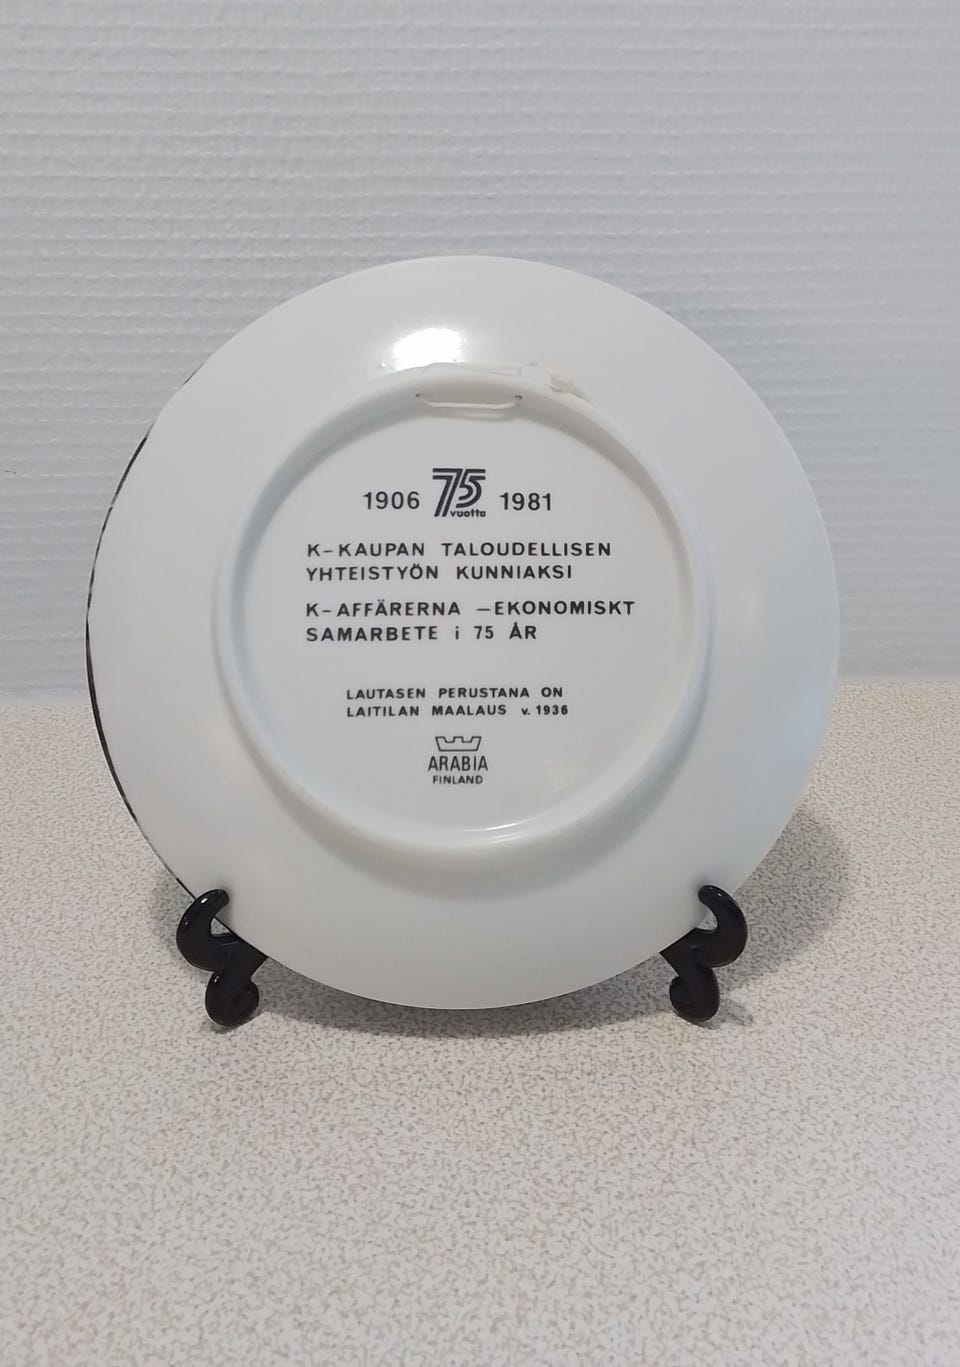 1906 75 vuotta 1981
K-KAUPAN TALOUDELLISEN
YHTEISTYÖN KUNNIAKSI
K-AFFÄRERNA -EKONOMISKT
SAMARBETE i 75 ÅR
LAUTASEN PERUSTANA ON
LAITILAN MAALAUS v. 1936
ARABIA
FINLAND